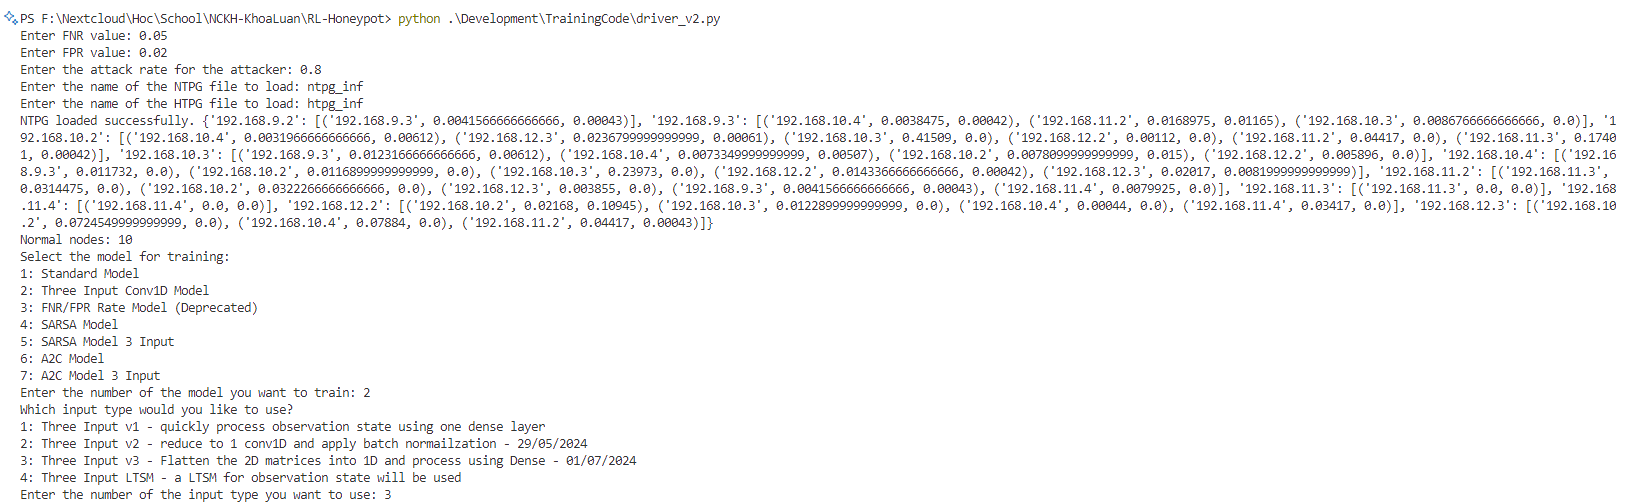 PS F:\Nextcloud\Hoc\School\NCKH-KhoaLuan\RL-Honeypot> python .\Development\TrainingCode\driver_v2.py
Enter FNR value: 0.05
Enter FPR value: 0.02
Enter the attack rate for the attacker: 0.8
Enter the name of the NTPG file to load: ntpg_inf
Enter the name of the HTPG file to load: htpg_inf
NTPG loaded successfully. {'192.168.9.2': [('192.168.9.3', 0.0041566666666666, 0.00043)], '192.168.9.3': [('192.168.10.4', 0.0038475, 0.00042), ('192.168.11.2', 0.0168975, 0.01165), ('192.168.10.3', 0.0086766666666666, 0.0)], '1
92.168.10.2': [('192.168.10.4', 0.0031966666666666, 0.00612), ('192.168.12.3', 0.0236799999999999, 0.00061), ('192.168.10.3', 0.41509, 0.0), ('192.168.12.2', 0.00112, 0.0), ('192.168.11.2', 0.04417, 0.0), ('192.168.11.3', 0.1740
1, 0.00042)], '192.168.10.3': [('192.168.9.3', 0.0123166666666666, 0.00612), ('192.168.10.4', 0.0073349999999999, 0.00507), ('192.168.10.2', 0.0078099999999999, 0.015), ('192.168.12.2', 0.005896, 0.0)], '192.168.10.4': [('192.16
8.9.3', 0.011732, 0.0), ('192.168.10.2', 0.0116899999999999, 0.0), ('192.168.10.3', 0.23973, 0.0), ('192.168.12.2', 0.0143366666666666, 0.00042), ('192.168.12.3', 0.02017, 0.0081999999999999)], '192.168.11.2': [('192.168.11.3',
0.0314475, 0.0), ('192.168.10.2', 0.0322266666666666, 0.0), ('192.168.12.3', 0.003855, 0.0), ('192.168.9.3', 0.0041566666666666, 0.00043), ('192.168.11.4', 0.0079925, 0.0)], '192.168.11.3': [('192.168.11.3', 0.0, 0.0)], '192.168
.11.4': [('192.168.11.4', 0.0, 0.0)], '192.168.12.2': [('192.168.10.2', 0.02168, 0.10945), ('192.168.10.3', 0.0122899999999999, 0.0), ('192.168.10.4', 0.00044, 0.0), ('192.168.11.4', 0.03417, 0.0)], '192.168.12.3': [('192.168.10
.2', 0.0724549999999999, 0.0), ('192.168.10.4', 0.07884, 0.0), ('192.168.11.2', 0.04417, 0.00043)]}
Normal nodes: 10
Select the model for training:
1: Standard Model
2: Three Input Conv1D Model
3: FNR/FPR Rate Model (Deprecated)
4: SARSA Model
5: SARSA Model 3 Input
6: A2C Model
7: A2C Model 3 Input
Enter the number of the model you want to train: 2
Which input type would you like to use?
1: Three Input v1 - quickly process observation state using one dense layer
2: Three Input v2 - reduce to 1 conv1D and apply batch normailzation - 29/05/2024
3: Three Input v3 - Flatten the 2D matrices into 1D and process using Dense - 01/07/2024
4: Three Input LTSM - a LTSM for observation state will be used
Enter the number of the input type you want to use: 3